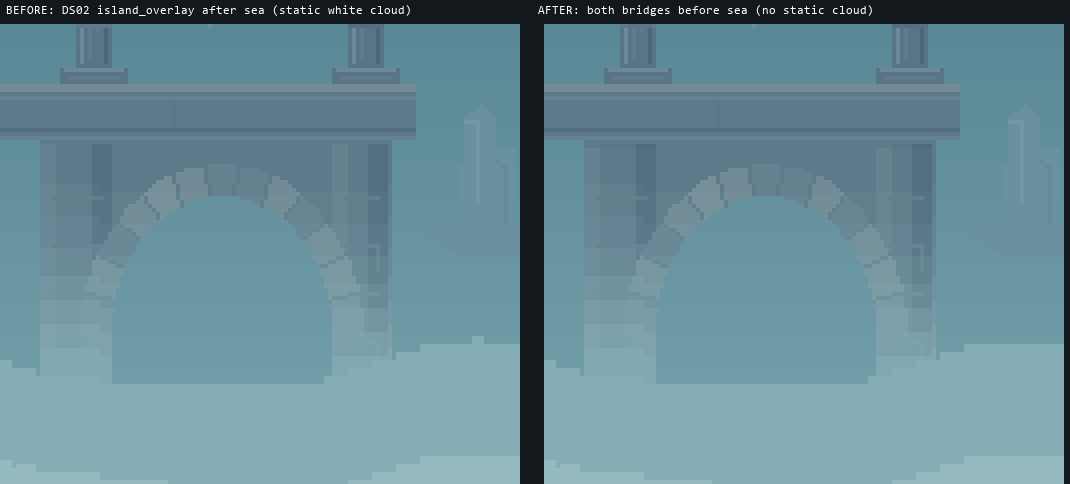 BEFORE: DS02 island_overlay after sea (static white cloud)
AFTER: both bridges before sea (no static cloud)